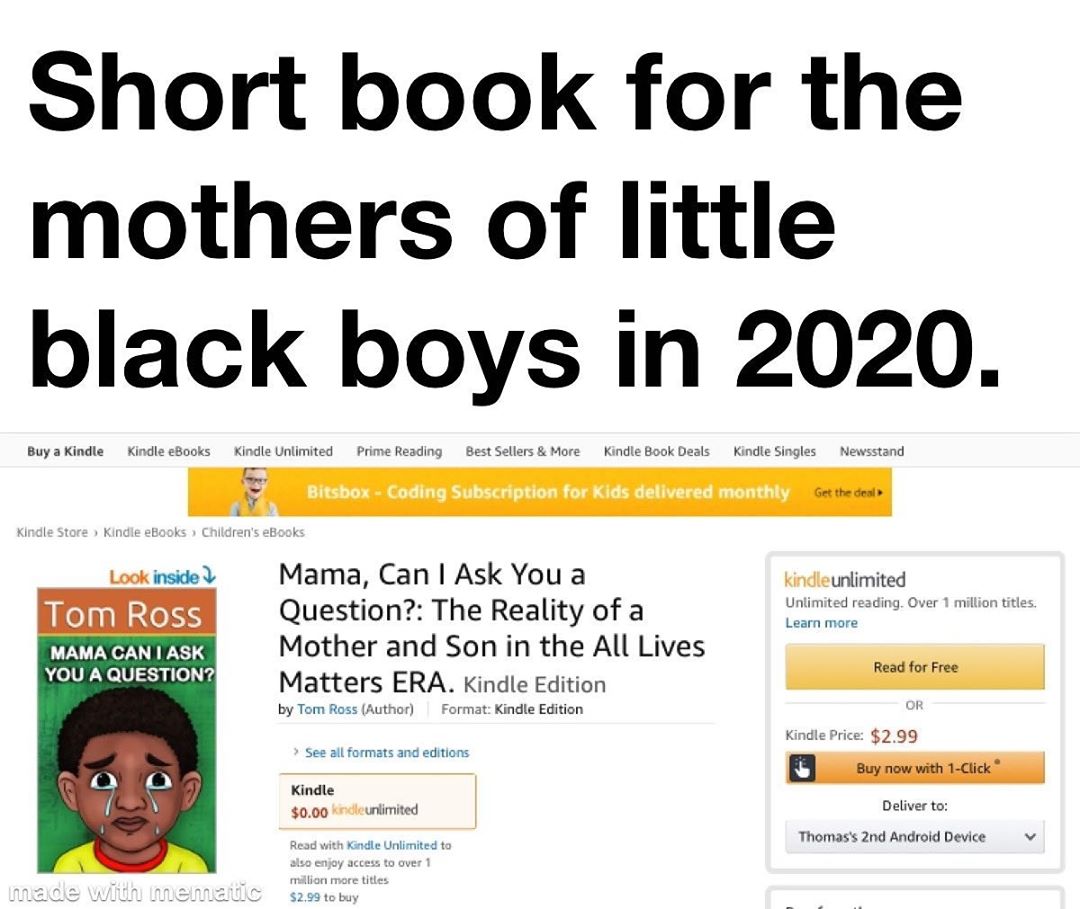 Short book for the
mothers of little
black boys in 2020.
Buy a Kindle Kindle eBooks Kindle Unlimited Prime Reading Best Sellers & More Kindle Book Deals Kindle Singles Newsstand
Bitsbox - Coding Subscription for Kids delivered monthly Get the deal
Kindle Store › Kindle eBooks › Children's eBooks
Look inside
Tom Ross
MAMA CAN I ASK
YOU A QUESTION?
Mama, Can I Ask You a
Question?: The Reality of a
Mother and Son in the All Lives
Matters ERA. Kindle Edition
by Tom Ross (Author) Format: Kindle Edition
› See all formats and editions
Kindle
$0.00 kindleunlimited
Read with Kindle Unlimited to
also enjoy access to over 1
million more titles
$2.99 to buy
kindleunlimited
Unlimited reading. Over 1 million titles.
Learn more
Read for Free
OR
Kindle Price: $2.99
Buy now with 1-Click ®
Deliver to:
Thomas's 2nd Android Device
made with mematic